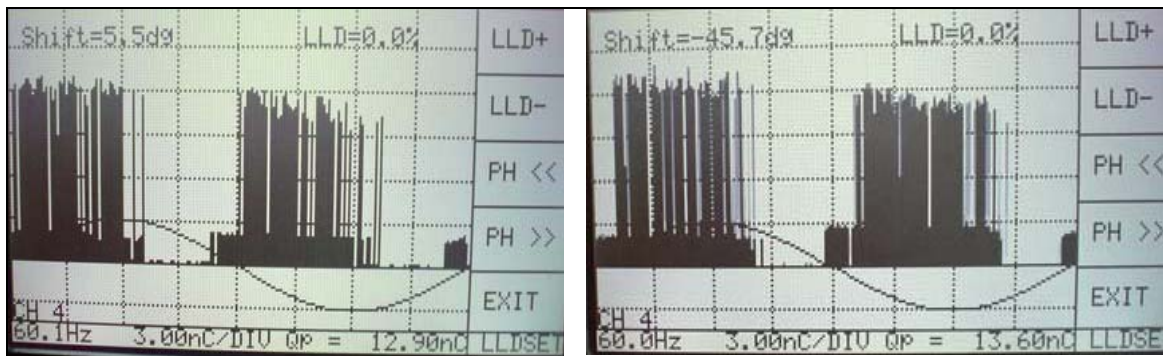 Shift=5.5dg LLD=0.0% LLD+
LLD-
PH <<
PH >>
EXIT
CH 4
60.1Hz 3.00nC/DIV Qp = 12.90nC LLDSET
Shift=-45.7dg LLD=0.0% LLD+
LLD-
PH <<
PH >>
EXIT
CH 4
60.0Hz 3.00nC/DIV Qp = 13.60nC LLDSE